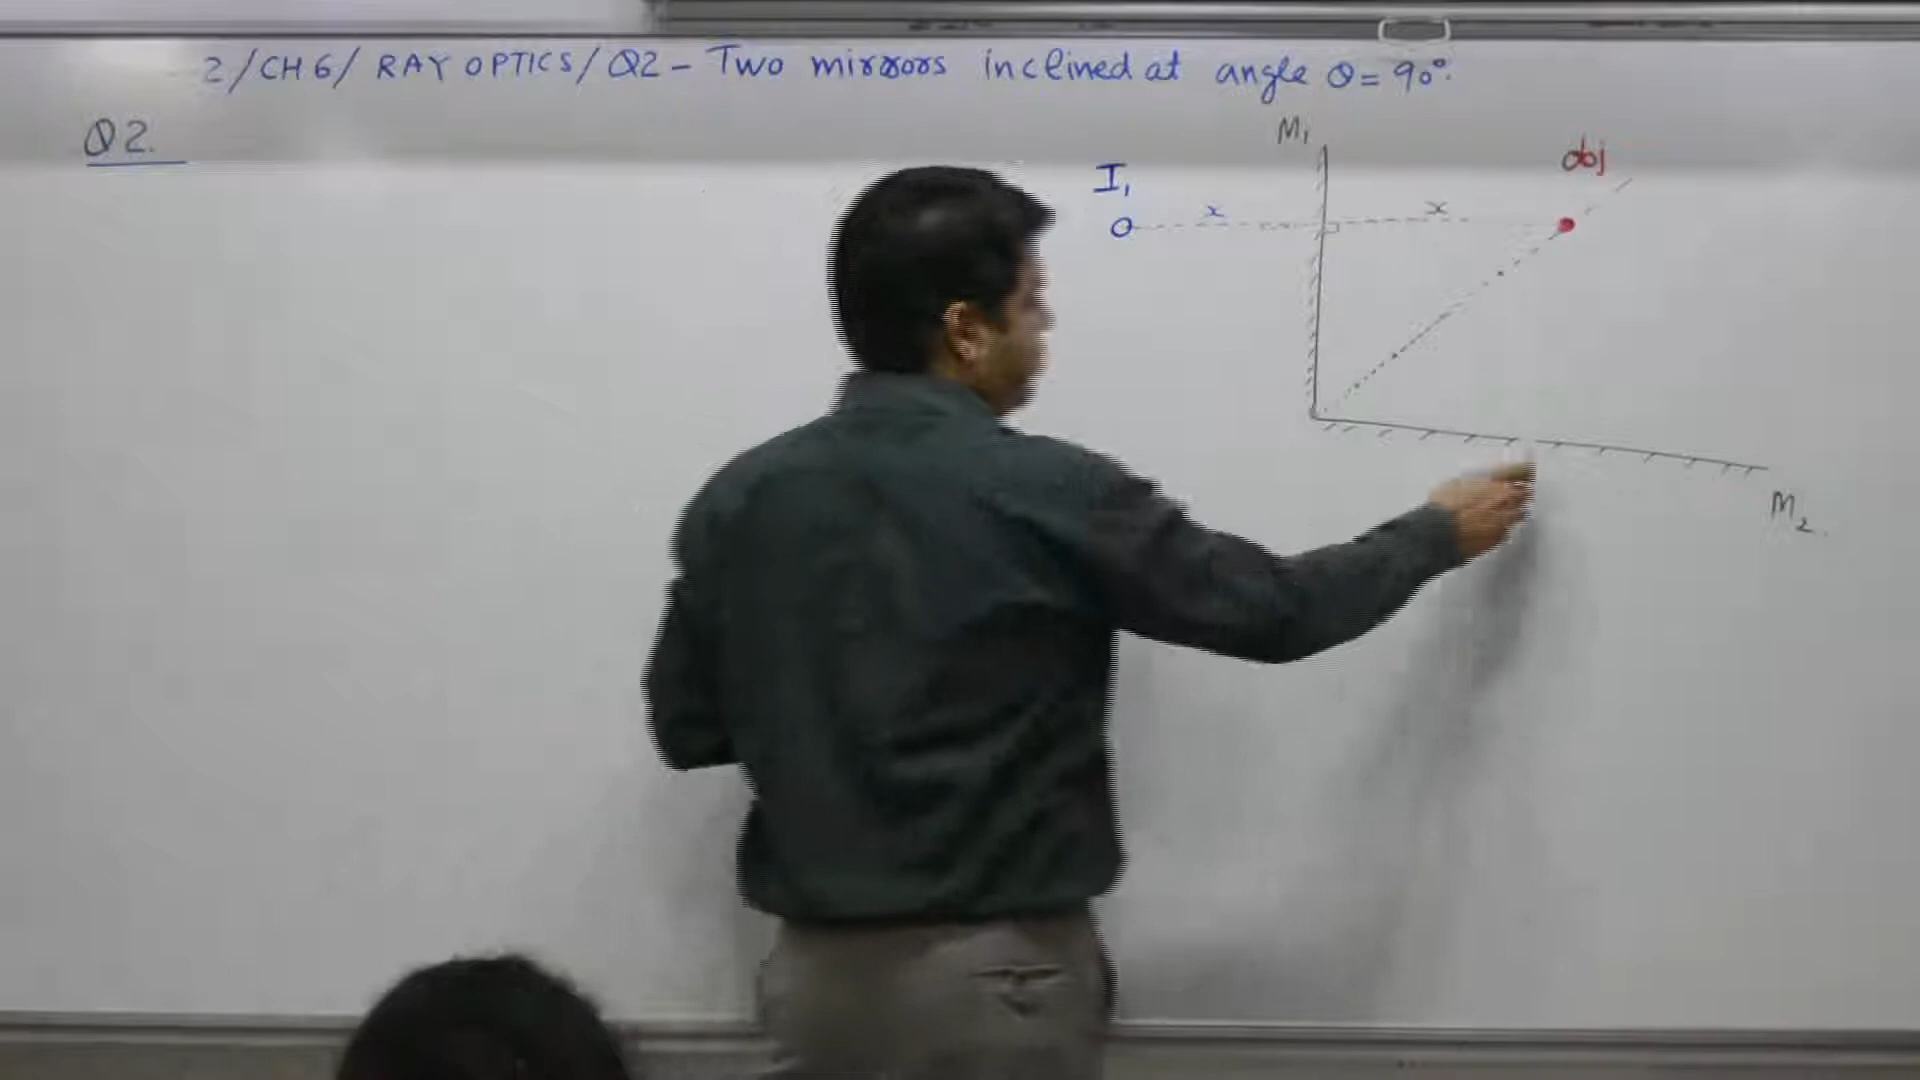 2/CH6/ RAY OPTICS/Q2 - Two mirrors inclined at angle θ = 90°.
Q2.
M₁
obj
I₁
x x
M₂